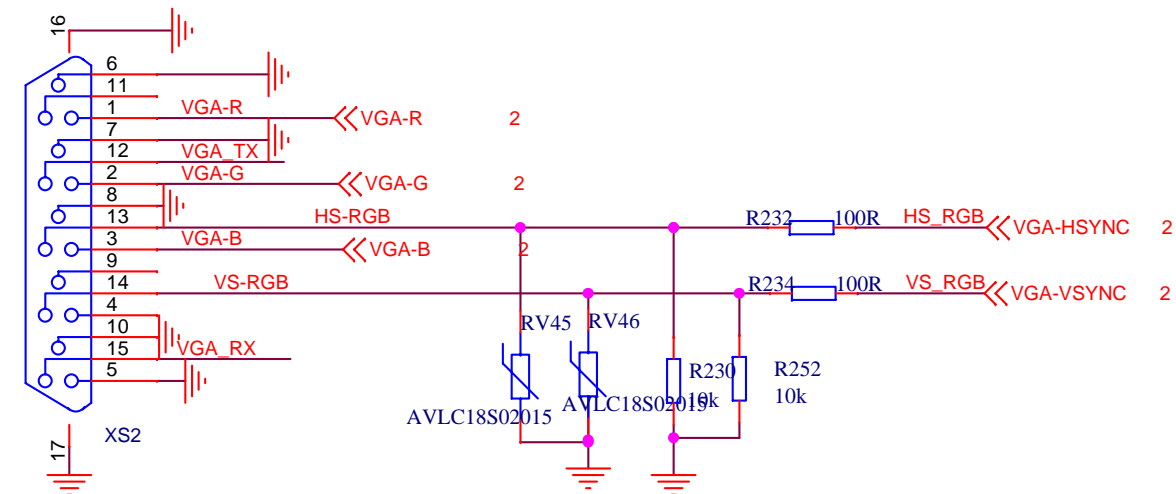 16
6
11
1 VGA-R VGA-R 2
7
12 VGA_TX
2 VGA-G VGA-G 2
8
13 HS-RGB R232 100R HS_RGB VGA-HSYNC 2
3 VGA-B VGA-B 2
9
14 VS-RGB R234 100R VS_RGB VGA-VSYNC 2
4
10
15 VGA_RX
5
RV45 RV46
R230 R252
10k 10k
AVLC18S02015 AVLC18S02015
XS2
17